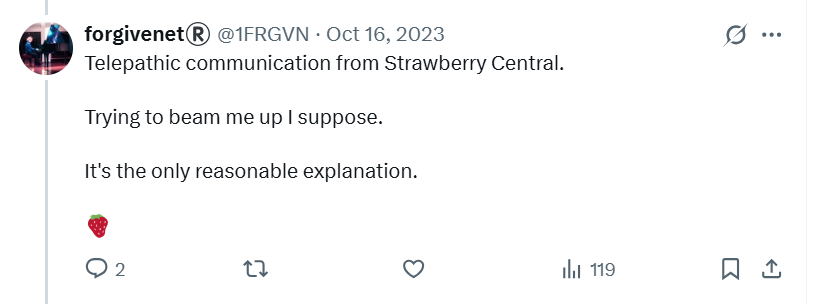 forgivenet® @1FRGVN · Oct 16, 2023
Telepathic communication from Strawberry Central.
Trying to beam me up I suppose.
It's the only reasonable explanation.
🍓
2 119